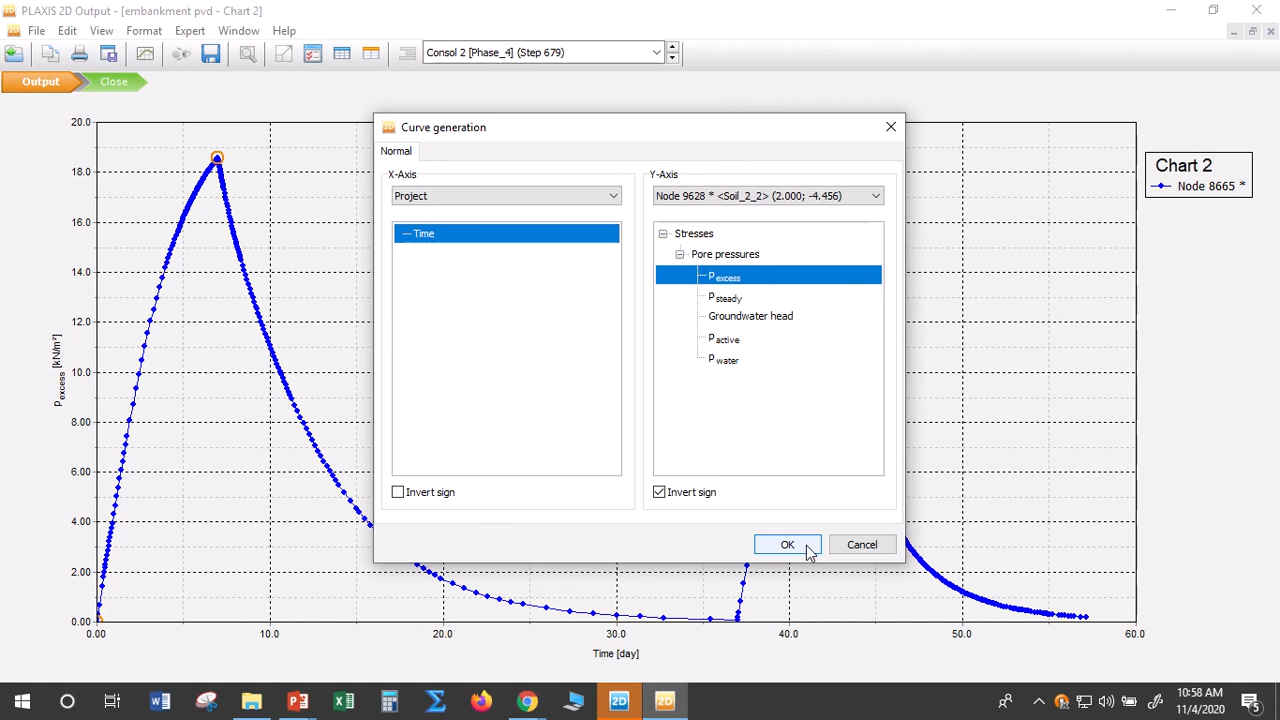 PLAXIS 2D Output - [embankment pvd - Chart 2]
File Edit View Format Expert Window Help
Consol 2 [Phase_4] (Step 679)
Output Close
Curve generation
Normal
X-Axis
Project
Time
Invert sign
Y-Axis
Node 9628 * <Soil_2_2> (2.000; -4.456)
Stresses
Pore pressures
Pexcess
Psteady
Groundwater head
Pactive
Pwater
Invert sign
OK Cancel
Chart 2
Node 8665 *
20.0
18.0
16.0
14.0
12.0
10.0
8.00
6.00
4.00
2.00
0.00
Pexcess [kN/m²]
0.00 10.0 20.0 30.0 40.0 50.0 60.0
Time [day]
10:58 AM
11/4/2020
5